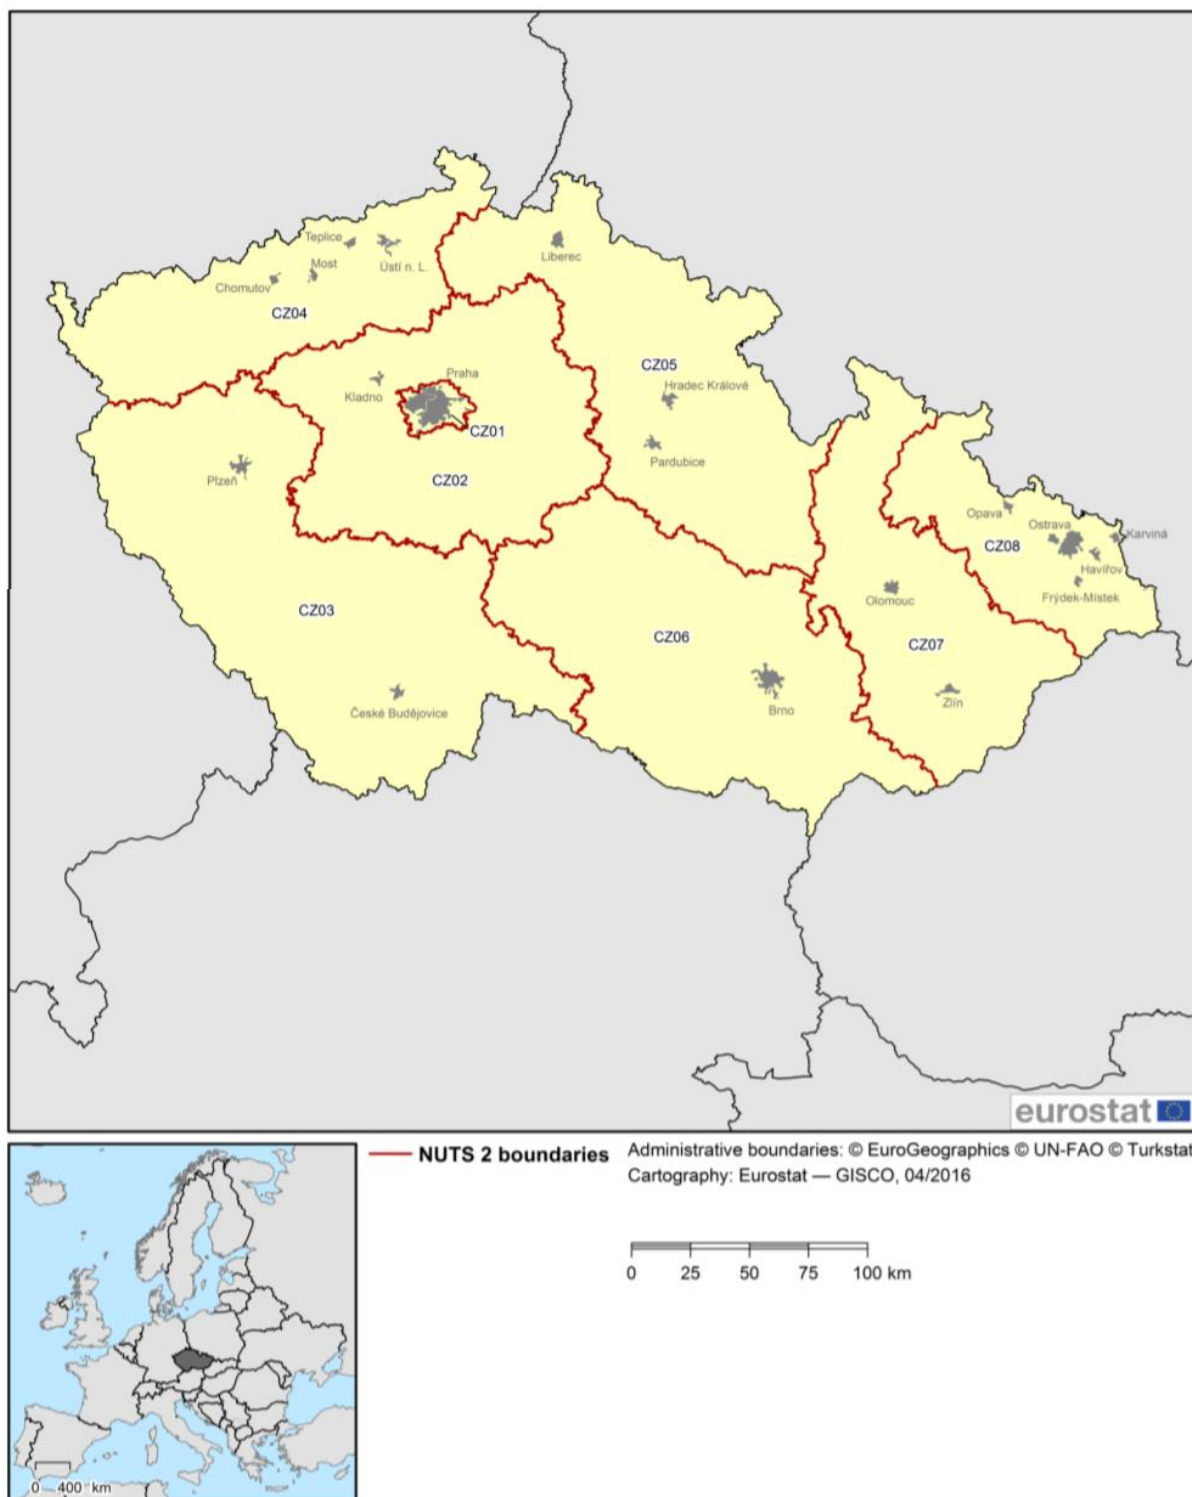 Teplice
Most
Ústí n. L.
Chomutov
CZ04
Liberec
CZ05
Hradec Králové
Praha
Kladno
CZ01
Pardubice
Plzeň
CZ02
Opava
Ostrava
Karviná
CZ08
Havířov
Frýdek-Místek
Olomouc
CZ03
CZ06
CZ07
České Budějovice
Brno
Zlín
eurostat
NUTS 2 boundaries
Administrative boundaries: © EuroGeographics © UN-FAO © Turkstat
Cartography: Eurostat — GISCO, 04/2016
0 25 50 75 100 km
0 400 km